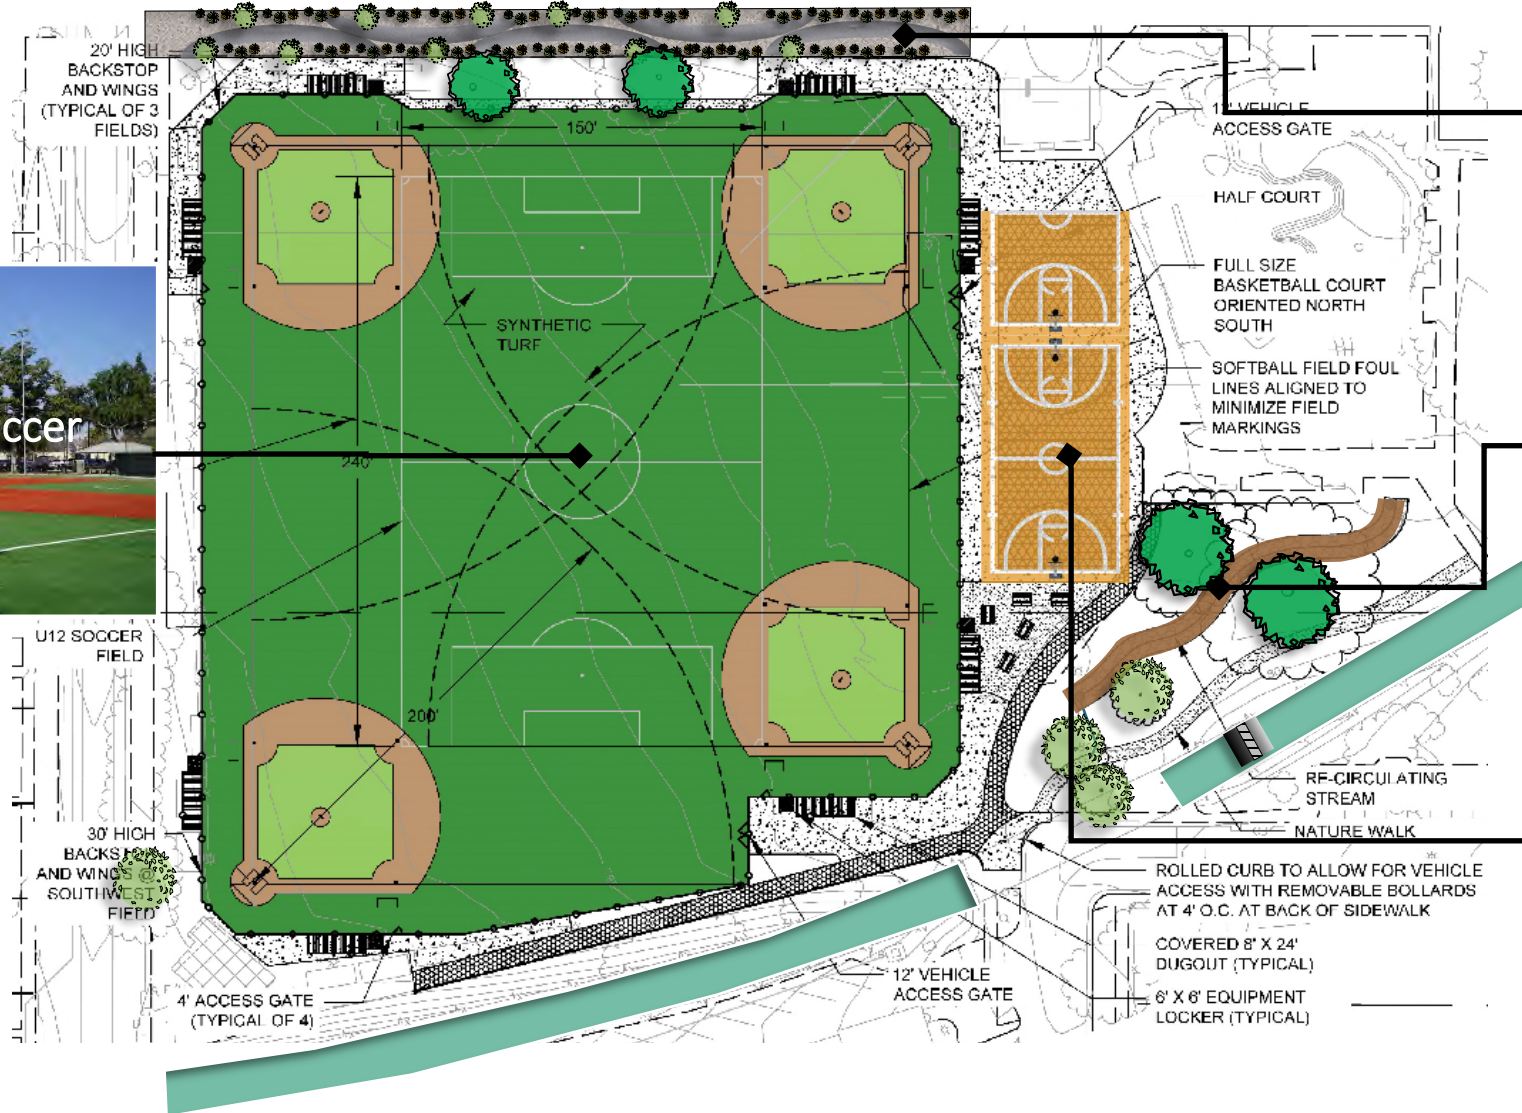 20' HIGH
BACKSTOP
AND WINGS
(TYPICAL OF 3
FIELDS)
150'
12' VEHICLE
ACCESS GATE
HALF COURT
FULL SIZE
BASKETBALL COURT
ORIENTED NORTH
SOUTH
SYNTHETIC
TURF
SOFTBALL FIELD FOUL
LINES ALIGNED TO
MINIMIZE FIELD
MARKINGS
ccer
240'
200'
U12 SOCCER
FIELD
RE-CIRCULATING
STREAM
NATURE WALK
30' HIGH
AND WINGS @
SOUTHWEST
FIELD
ROLLED CURB TO ALLOW FOR VEHICLE
ACCESS WITH REMOVABLE BOLLARDS
AT 4' O.C. AT BACK OF SIDEWALK
COVERED 8' X 24'
DUGOUT (TYPICAL)
12' VEHICLE
ACCESS GATE
6' X 6' EQUIPMENT
LOCKER (TYPICAL)
4' ACCESS GATE
(TYPICAL OF 4)